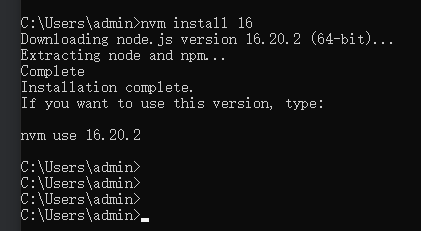 C:\Users\admin>nvm install 16
Downloading node.js version 16.20.2 (64-bit)...
Extracting node and npm...
Complete
Installation complete.
If you want to use this version, type:
nvm use 16.20.2
C:\Users\admin>
C:\Users\admin>
C:\Users\admin>
C:\Users\admin>